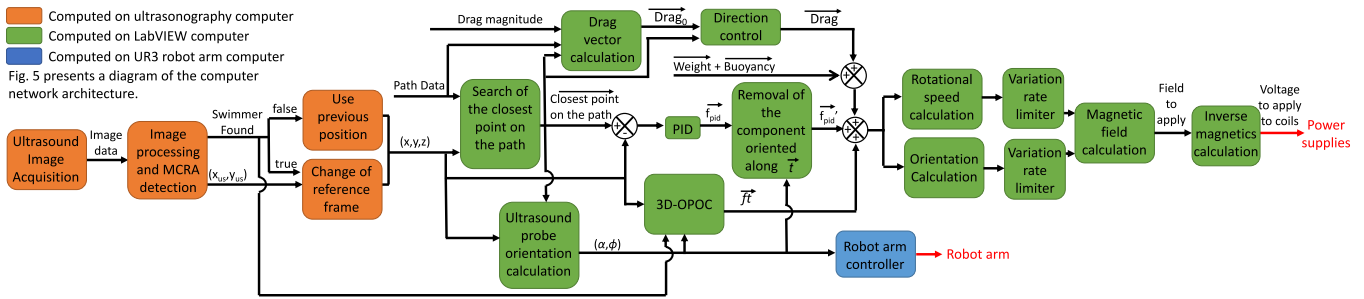 Computed on ultrasonography computer
Computed on LabVIEW computer
Computed on UR3 robot arm computer
Fig. 5 presents a diagram of the computer
network architecture.
Ultrasound
Image
Acquisition
Image
data
Image
processing
and MCRA
detection
Swimmer
Found
false
true
(xus,yus)
Use
previous
position
Change of
reference
frame
(x,y,z)
Drag magnitude
Path Data
Search of
the closest
point on
the path
Drag
vector
calculation
Drag0
Direction
control
Drag
Weight + Buoyancy
Closest point
on the path
PID
fpid
Removal of
the
component
oriented
along t
fpid'
3D-OPOC
ft
Ultrasound
probe
orientation
calculation
(α,ϕ)
Robot arm
controller
Robot arm
Rotational
speed
calculation
Variation
rate
limiter
Orientation
Calculation
Variation
rate
limiter
Magnetic
field
calculation
Field
to
apply
Inverse
magnetics
calculation
Voltage
to apply
to coils
Power
supplies